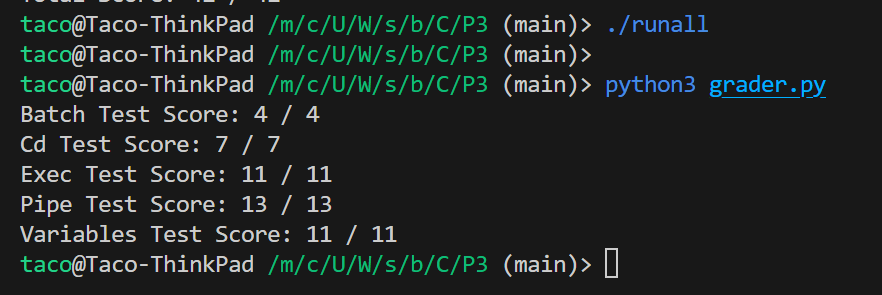 taco@Taco-ThinkPad /m/c/U/W/s/b/C/P3 (main)> ./runall
taco@Taco-ThinkPad /m/c/U/W/s/b/C/P3 (main)>
taco@Taco-ThinkPad /m/c/U/W/s/b/C/P3 (main)> python3 grader.py
Batch Test Score: 4 / 4
Cd Test Score: 7 / 7
Exec Test Score: 11 / 11
Pipe Test Score: 13 / 13
Variables Test Score: 11 / 11
taco@Taco-ThinkPad /m/c/U/W/s/b/C/P3 (main)>